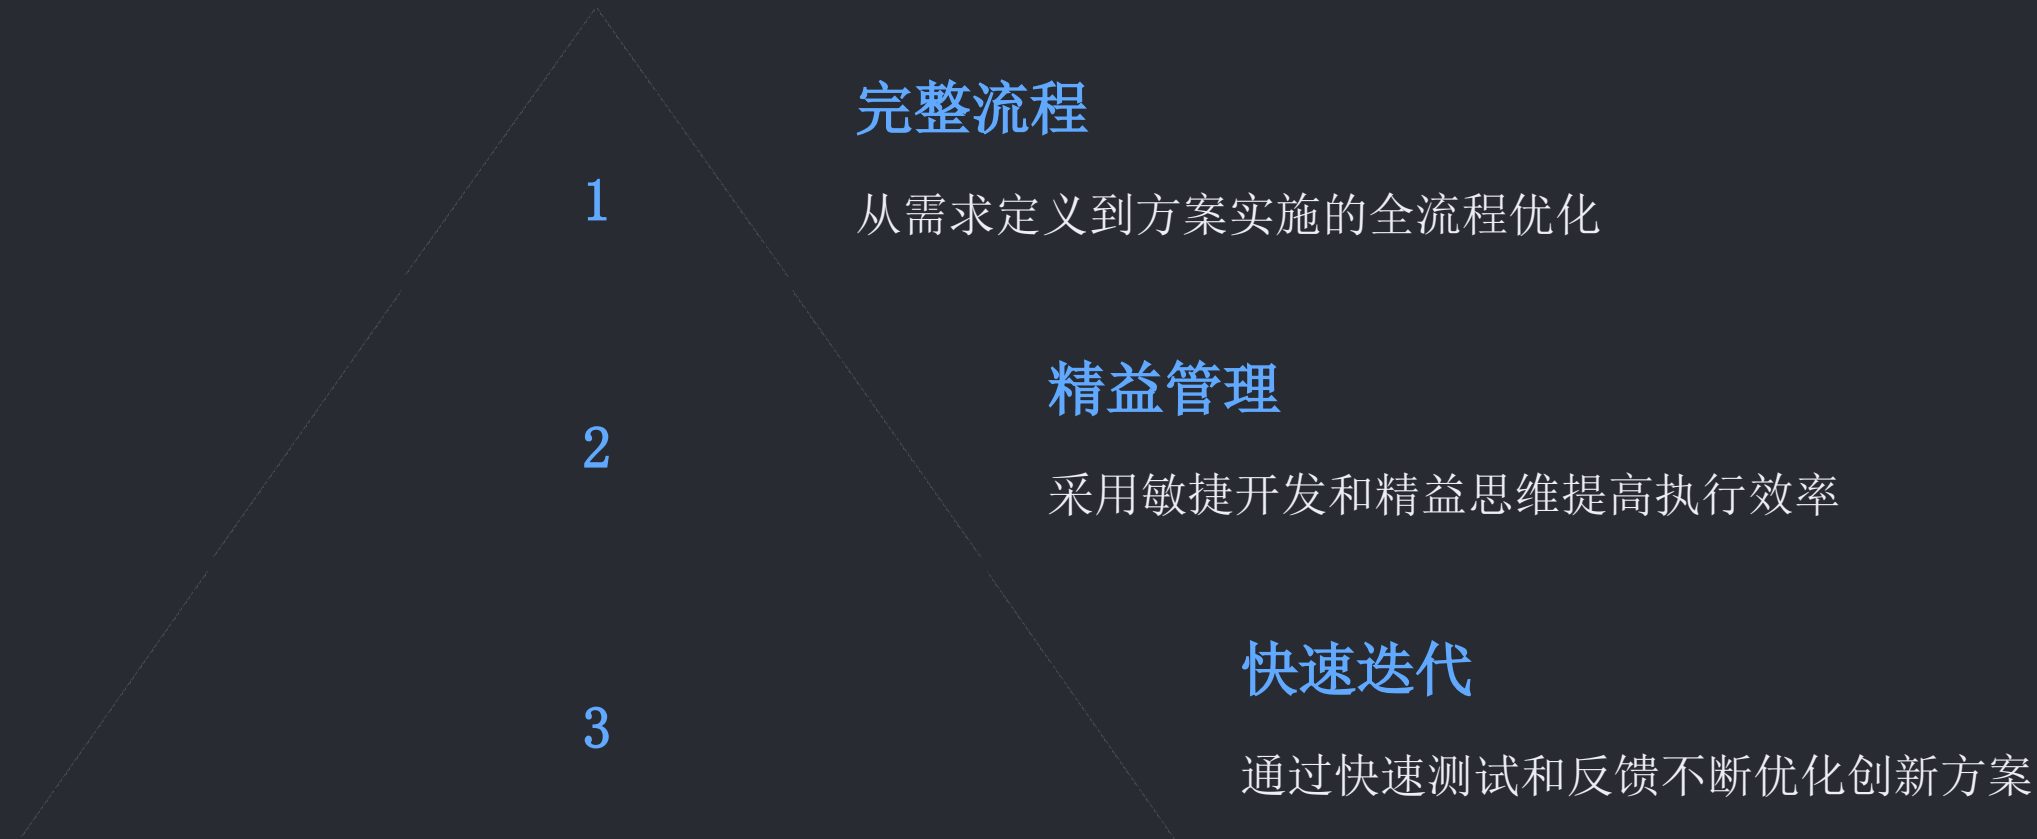 完整流程
1
从需求定义到方案实施的全流程优化
精益管理
2
采用敏捷开发和精益思维提高执行效率
快速迭代
3
通过快速测试和反馈不断优化创新方案